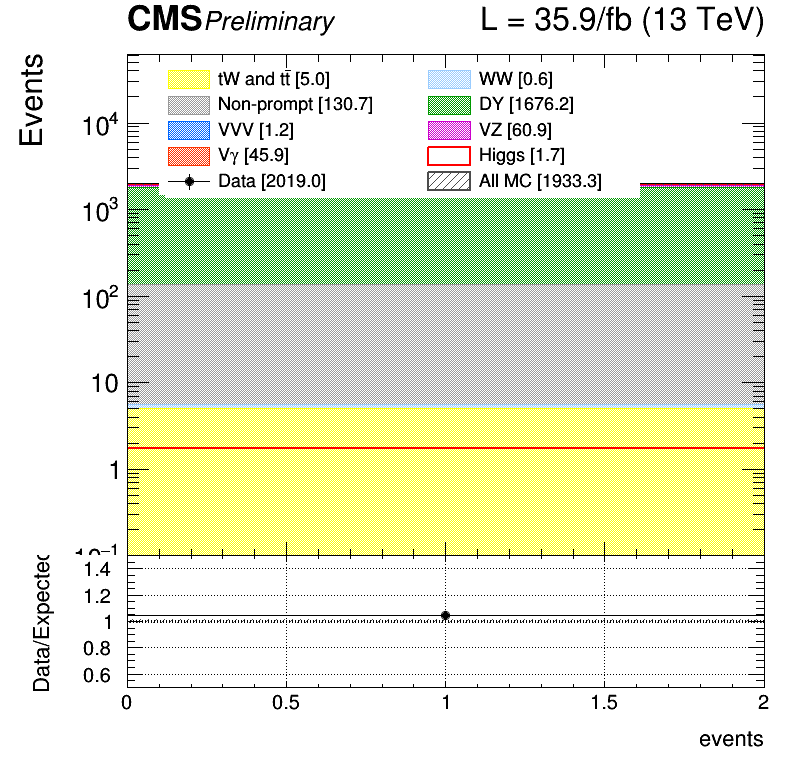 CMS Preliminary L = 35.9/fb (13 TeV)
Events
tW and tt̄ [5.0] WW [0.6]
Non-prompt [130.7] DY [1676.2]
VVV [1.2] VZ [60.9]
Vγ [45.9] Higgs [1.7]
Data [2019.0] All MC [1933.3]
10⁴
10³
10²
10
1
Data/Expected
1.4
1.2
1
0.8
0.6
0 0.5 1 1.5 2
events